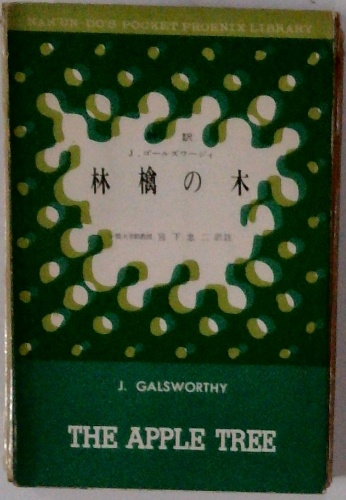 NAN'UN-DO'S POCKET PHOENIX LIBRARY
訳
J. ゴールズワージィ
林檎の木
J. GALSWORTHY
THE APPLE TREE